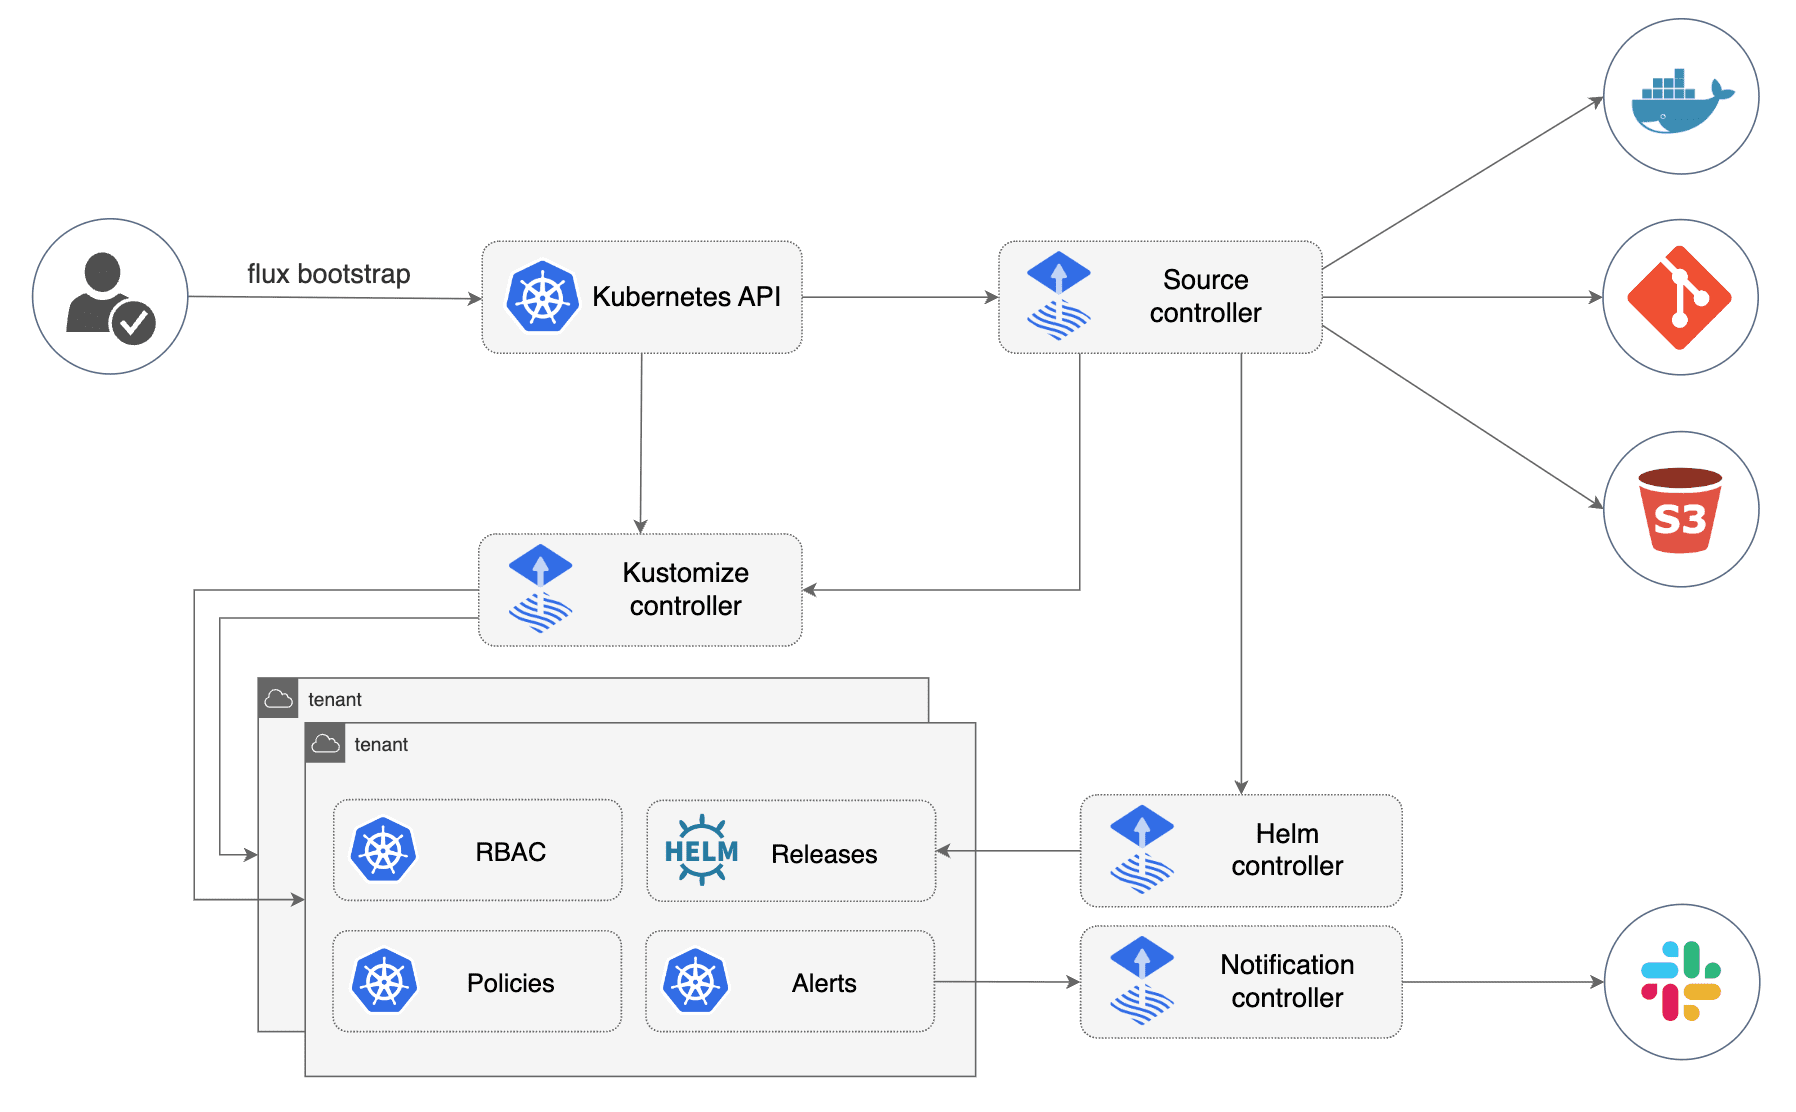 flux bootstrap
Kubernetes API
Source
controller
S3
Kustomize
controller
tenant
tenant
RBAC
HELM
Releases
Helm
controller
Policies
Alerts
Notification
controller